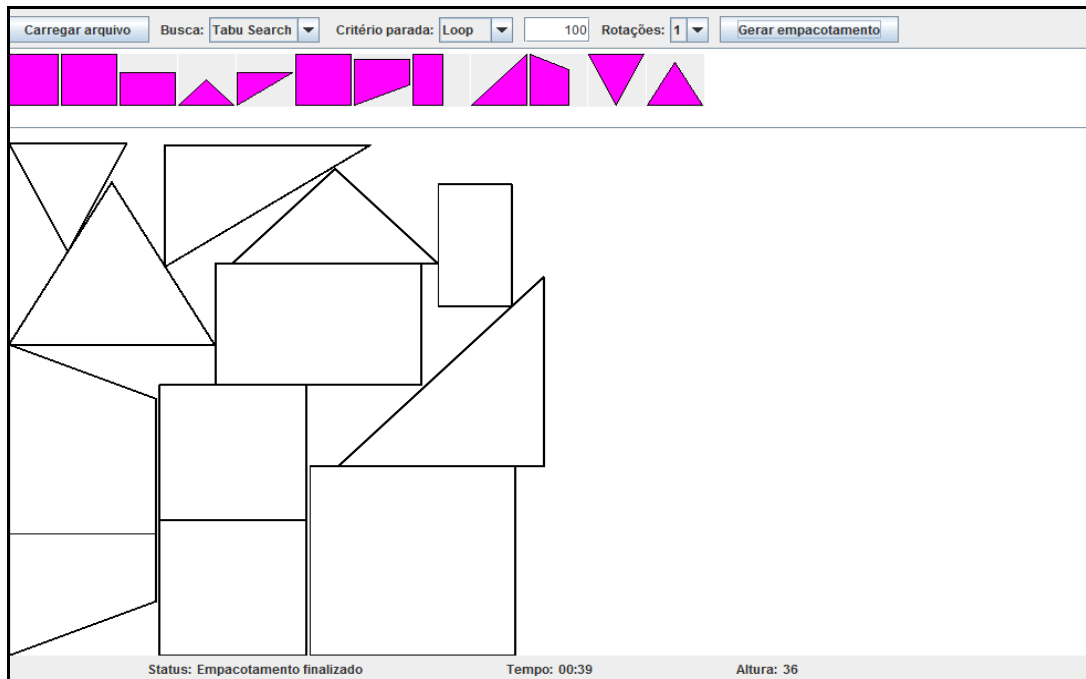 Carregar arquivo Busca: Tabu Search Critério parada: Loop 100 Rotações: 1 Gerar empacotamento
Status: Empacotamento finalizado Tempo: 00:39 Altura: 36